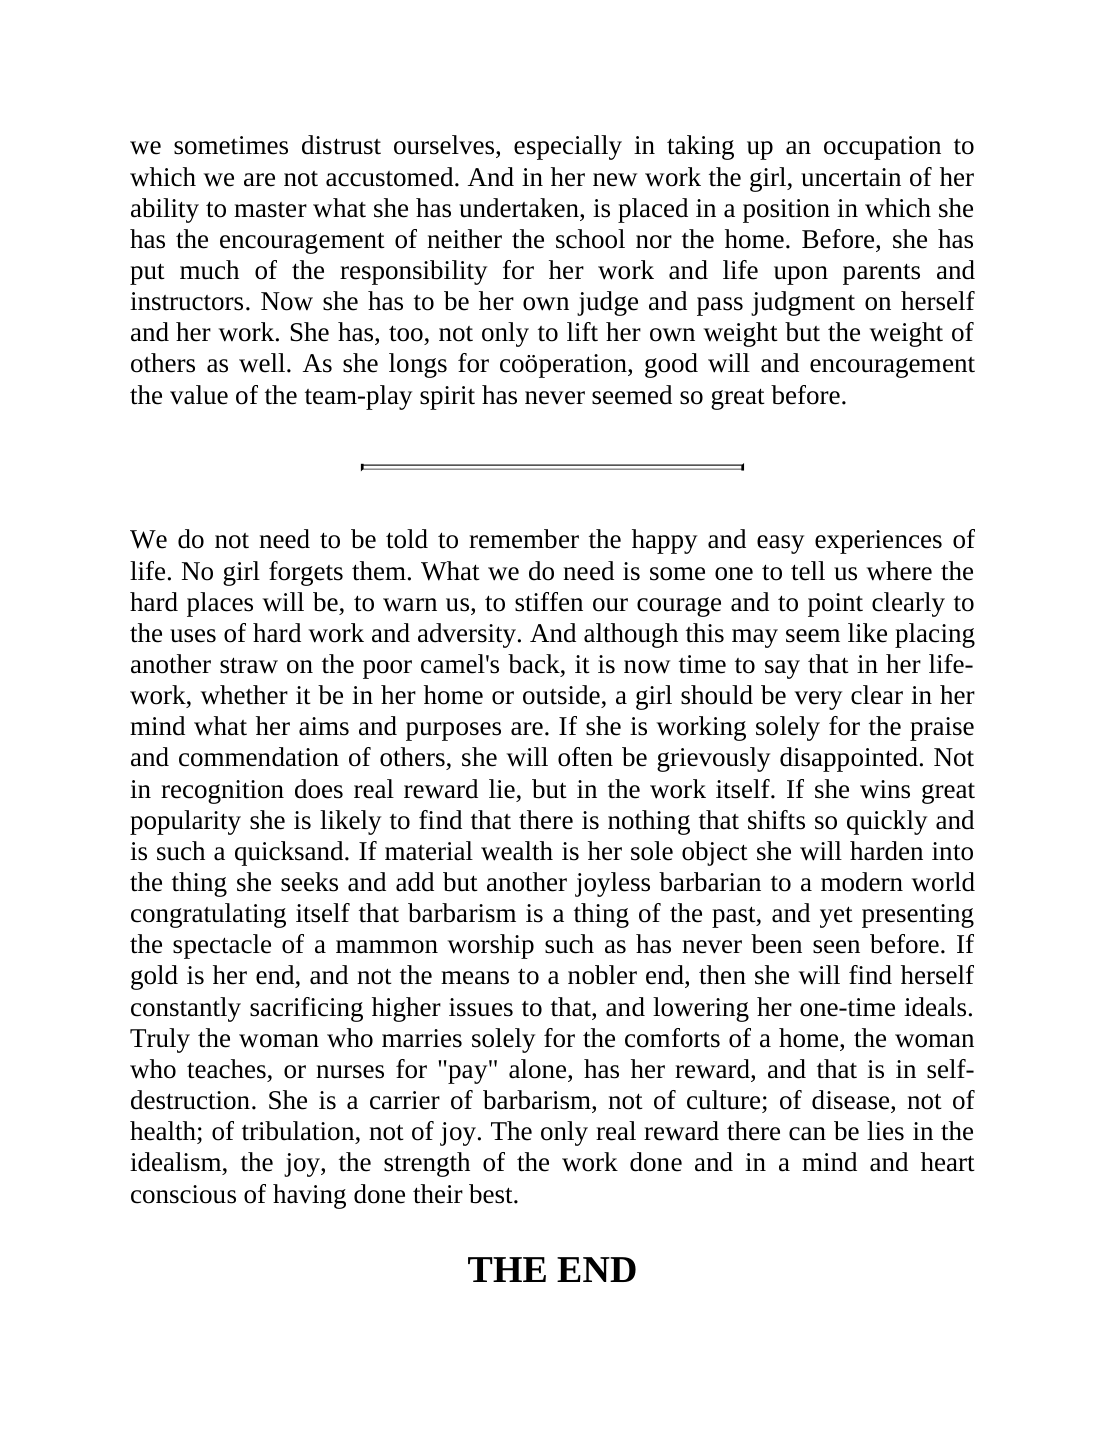 we sometimes distrust ourselves, especially in taking up an occupation to
which we are not accustomed. And in her new work the girl, uncertain of her
ability to master what she has undertaken, is placed in a position in which she
has the encouragement of neither the school nor the home. Before, she has
put much of the responsibility for her work and life upon parents and
instructors. Now she has to be her own judge and pass judgment on herself
and her work. She has, too, not only to lift her own weight but the weight of
others as well. As she longs for coöperation, good will and encouragement
the value of the team-play spirit has never seemed so great before.
We do not need to be told to remember the happy and easy experiences of
life. No girl forgets them. What we do need is some one to tell us where the
hard places will be, to warn us, to stiffen our courage and to point clearly to
the uses of hard work and adversity. And although this may seem like placing
another straw on the poor camel's back, it is now time to say that in her life-
work, whether it be in her home or outside, a girl should be very clear in her
mind what her aims and purposes are. If she is working solely for the praise
and commendation of others, she will often be grievously disappointed. Not
in recognition does real reward lie, but in the work itself. If she wins great
popularity she is likely to find that there is nothing that shifts so quickly and
is such a quicksand. If material wealth is her sole object she will harden into
the thing she seeks and add but another joyless barbarian to a modern world
congratulating itself that barbarism is a thing of the past, and yet presenting
the spectacle of a mammon worship such as has never been seen before. If
gold is her end, and not the means to a nobler end, then she will find herself
constantly sacrificing higher issues to that, and lowering her one-time ideals.
Truly the woman who marries solely for the comforts of a home, the woman
who teaches, or nurses for "pay" alone, has her reward, and that is in self-
destruction. She is a carrier of barbarism, not of culture; of disease, not of
health; of tribulation, not of joy. The only real reward there can be lies in the
idealism, the joy, the strength of the work done and in a mind and heart
conscious of having done their best.
THE END